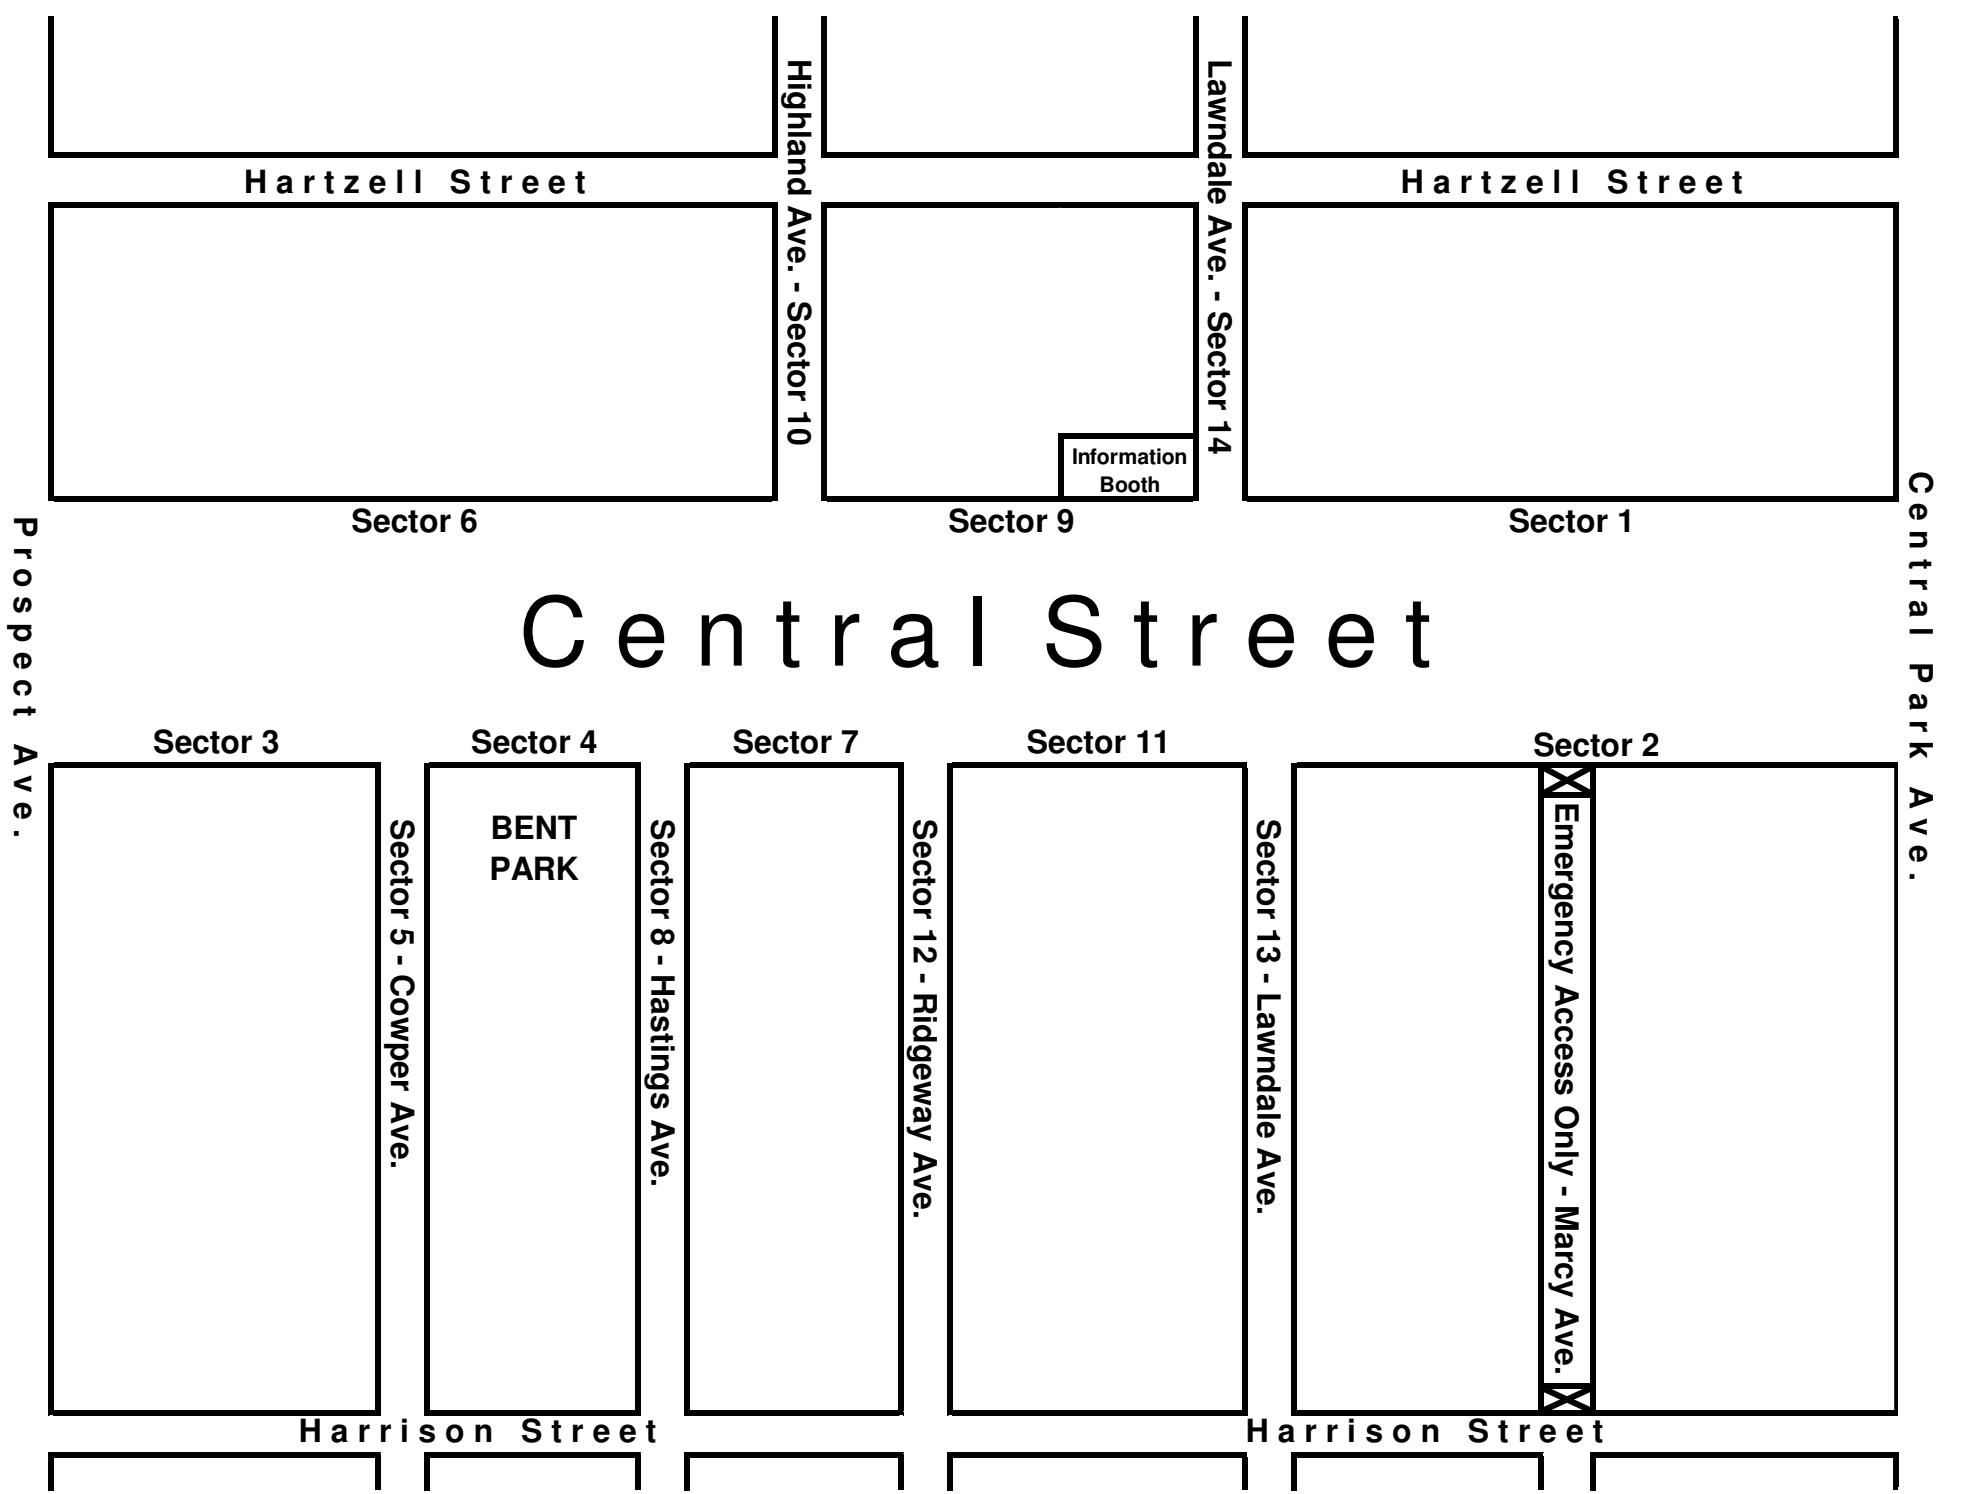 Highland Ave. - Sector 10
Lawndale Ave. - Sector 14
Hartzell Street
Hartzell Street
Information
Booth
Sector 6
Sector 9
Sector 1
Prospect Ave.
Central Street
Central Park Ave.
Sector 3
Sector 4
Sector 7
Sector 11
Sector 2
BENT
PARK
Sector 5 - Cowper Ave.
Sector 8 - Hastings Ave.
Sector 12 - Ridgeway Ave.
Sector 13 - Lawndale Ave.
Emergency Access Only - Marcy Ave.
Harrison Street
Harrison Street